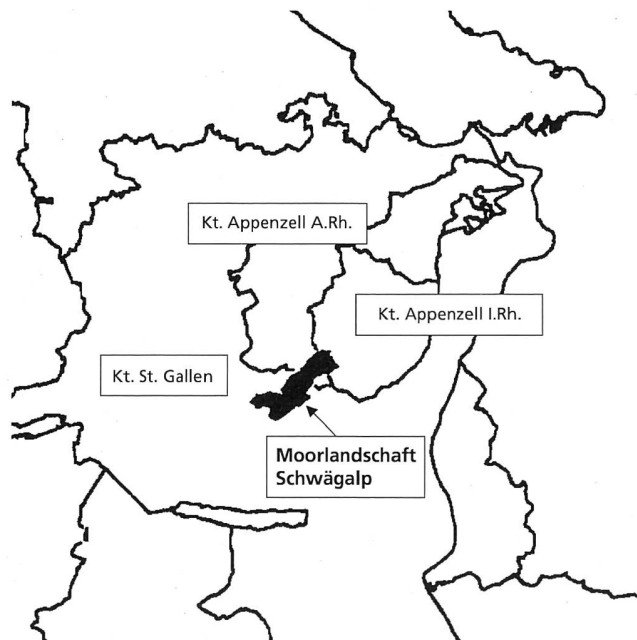 Kt. Appenzell A.Rh.
Kt. Appenzell I.Rh.
Kt. St. Gallen
Moorlandschaft
Schwägalp